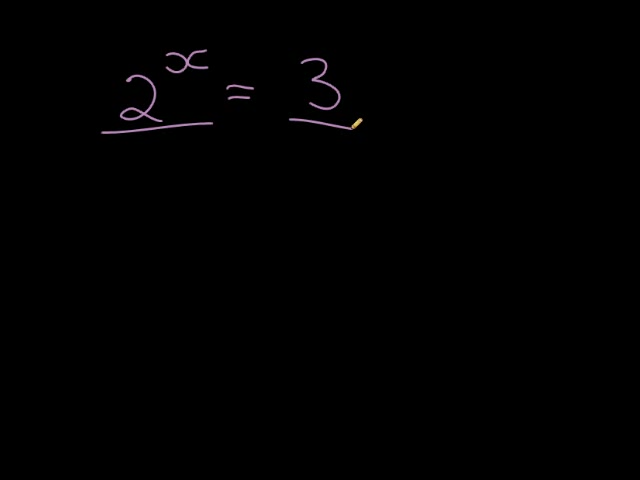 2^x = 3